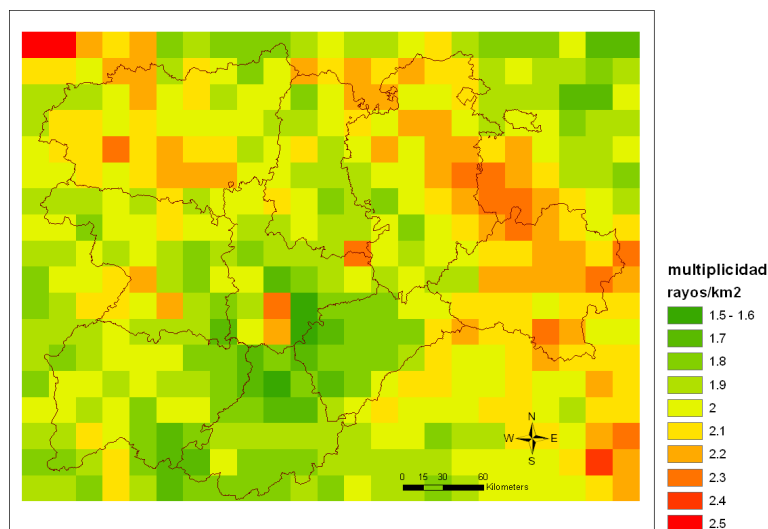 multiplicidad
rayos/km2
1.5 - 1.6
1.7
1.8
1.9
2
2.1
2.2
2.3
2.4
2.5
N
W E
S
0 15 30 60
Kilometers